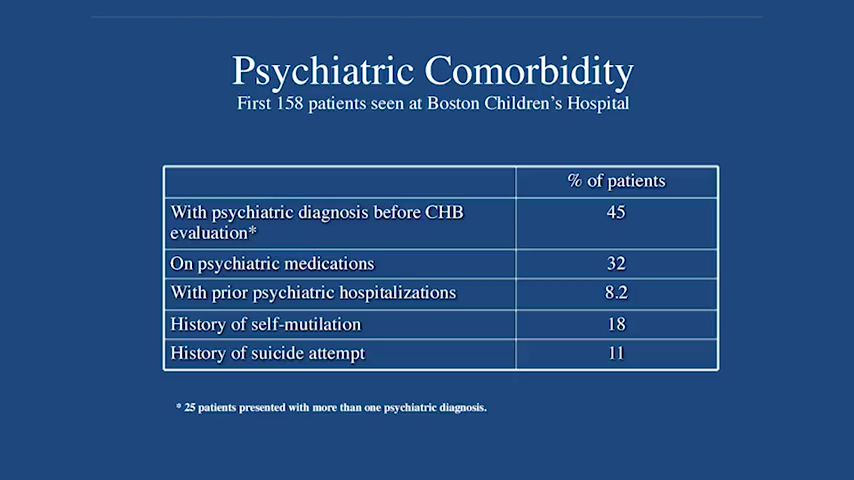 Psychiatric Comorbidity
First 158 patients seen at Boston Children's Hospital
% of patients
With psychiatric diagnosis before CHB
evaluation*
45
On psychiatric medications
32
With prior psychiatric hospitalizations
8.2
History of self-mutilation
18
History of suicide attempt
11
* 25 patients presented with more than one psychiatric diagnosis.